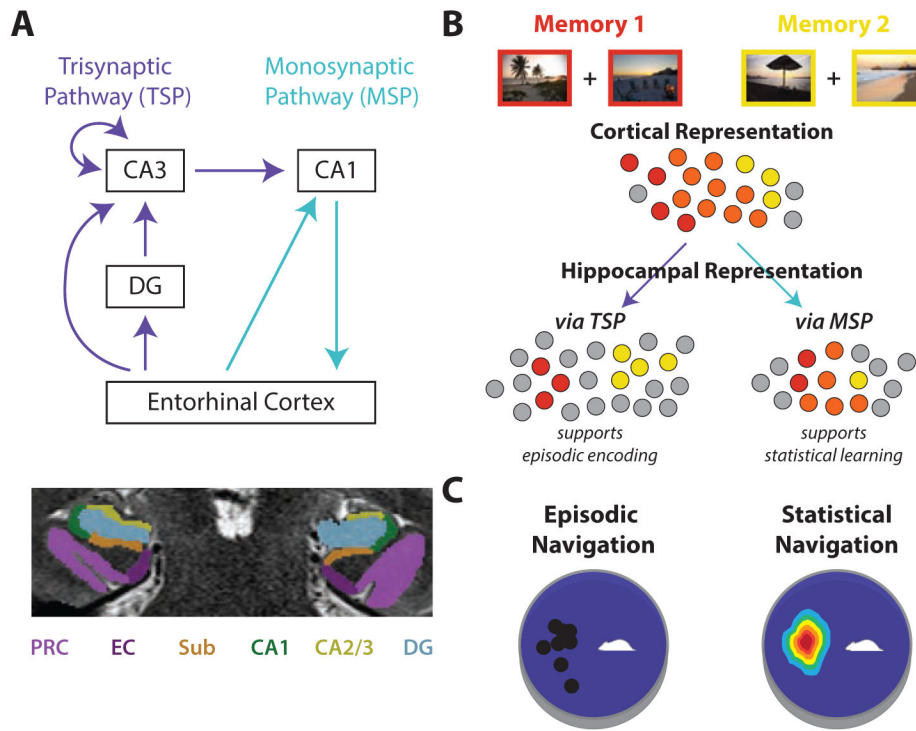 A
Trisynaptic
Pathway (TSP)
Monosynaptic
Pathway (MSP)
CA3
CA1
DG
Entorhinal Cortex
PRC EC Sub CA1 CA2/3 DG
B
Memory 1
Memory 2
+
+
Cortical Representation
Hippocampal Representation
via TSP
via MSP
supports
episodic encoding
supports
statistical learning
C
Episodic
Navigation
Statistical
Navigation